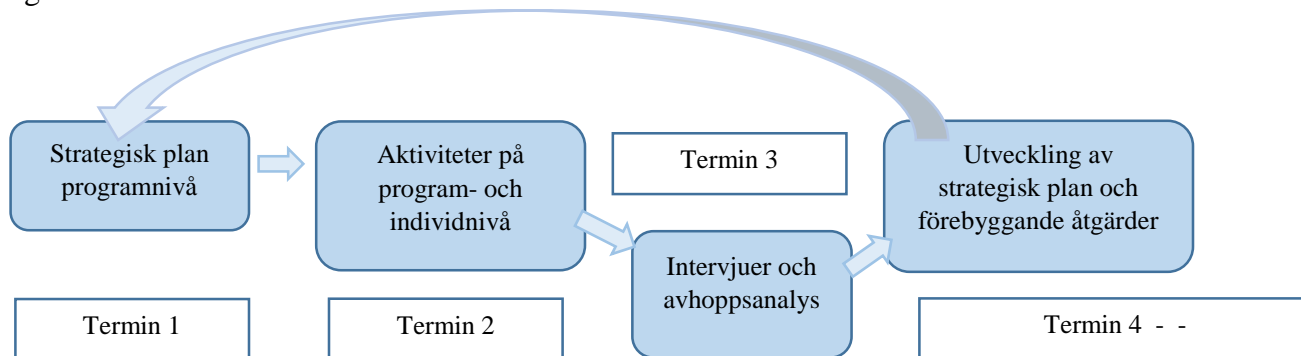 Strategisk plan
programnivå
Aktiviteter på
program- och
individnivå
Termin 3
Intervjuer och
avhoppsanalys
Utveckling av
strategisk plan och
förebyggande åtgärder
Termin 1
Termin 2
Termin 4 - -